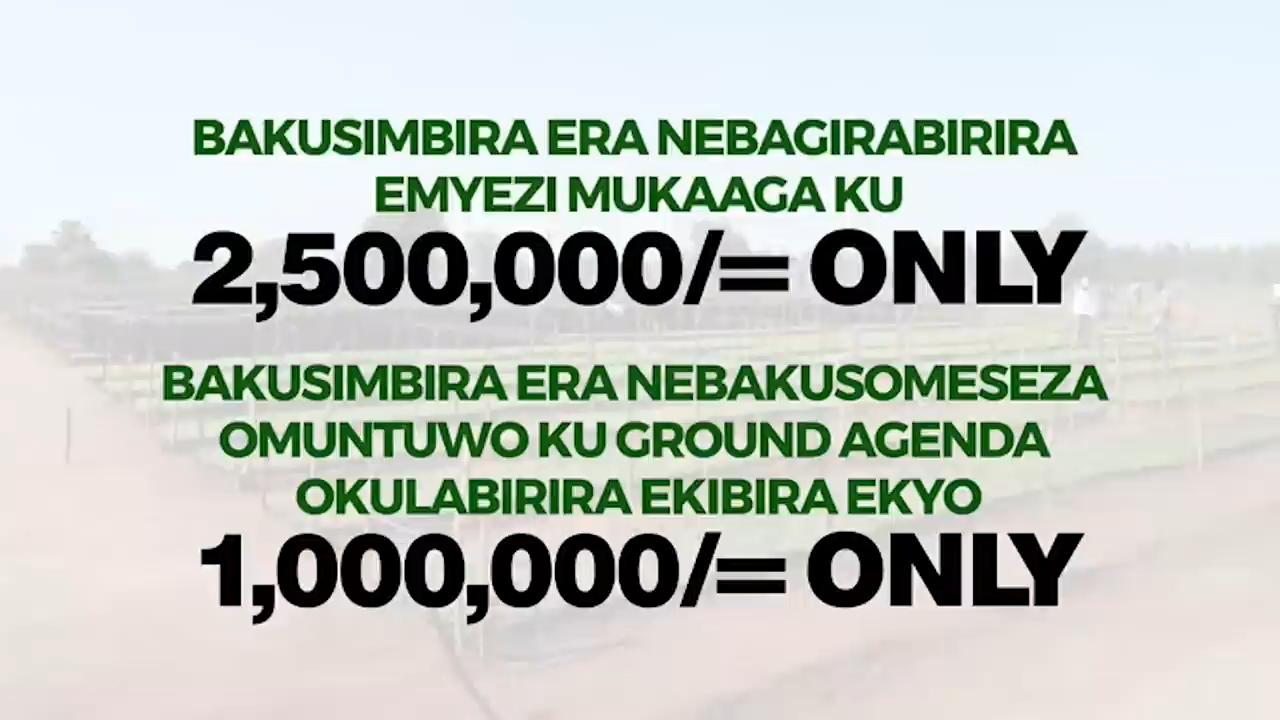 BAKUSIMBIRA ERA NEBAGIRABIRIRA
EMYEZI MUKAAGA KU
2,500,000/= ONLY
BAKUSIMBIRA ERA NEBAKUSOMESEZA
OMUNTUWO KU GROUND AGENDA
OKULABIRIRA EKIBIRA EKYO
1,000,000/= ONLY